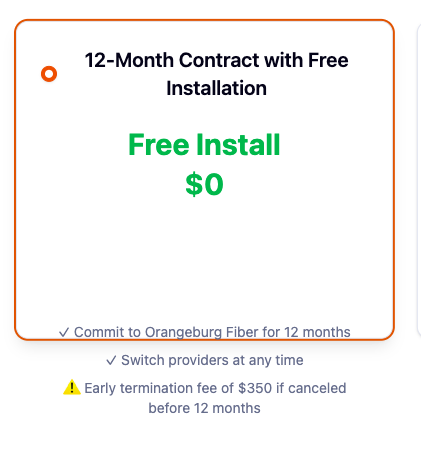 12-Month Contract with Free
Installation
Free Install
$0
✓ Commit to Orangeburg Fiber for 12 months
✓ Switch providers at any time
⚠️ Early termination fee of $350 if canceled
before 12 months